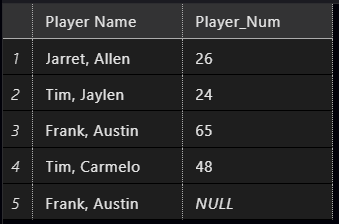 Player Name Player_Num
1 Jarret, Allen 26
2 Tim, Jaylen 24
3 Frank, Austin 65
4 Tim, Carmelo 48
5 Frank, Austin NULL